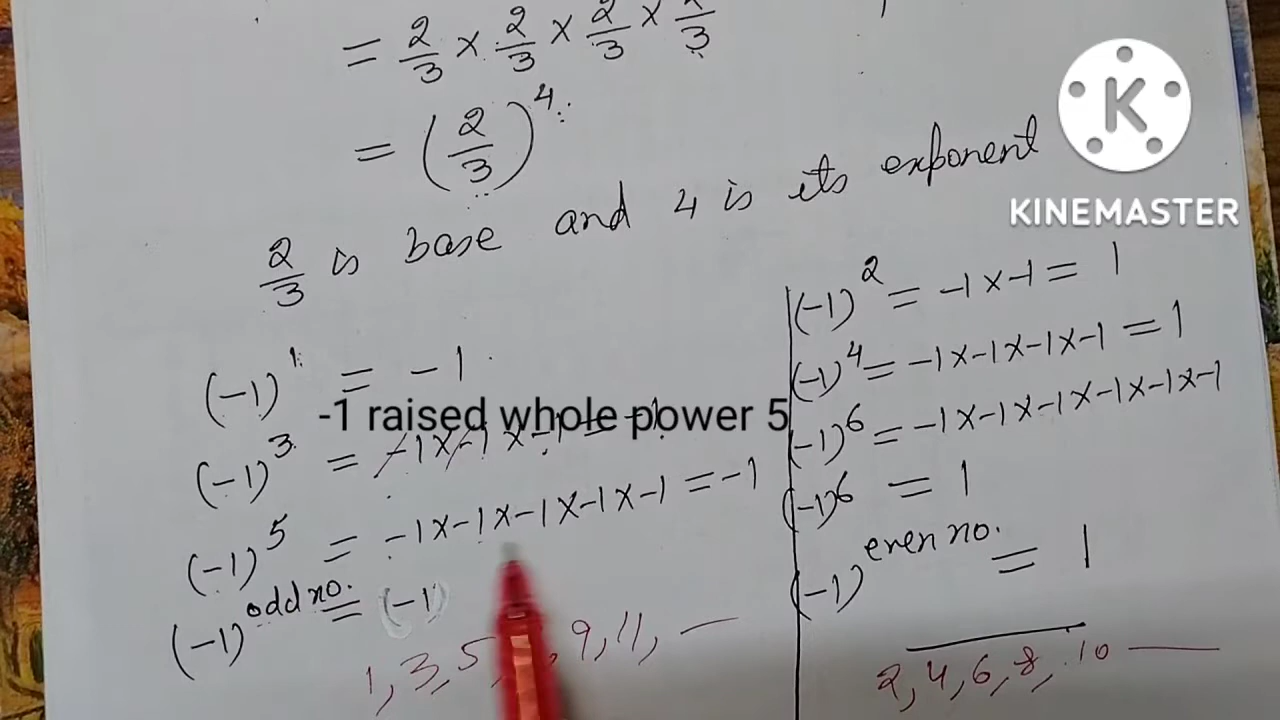 = 2/3 × 2/3 × 2/3 × 2/3
= (2/3)^4
2/3 is base and 4 is its exponent
KINEMASTER
(-1)^1 = -1
-1 raised whole power 5
(-1)^3 = -1×-1×-1 = -1
(-1)^5 = -1×-1×-1×-1×-1 = -1
(-1)^odd no. = (-1)
1, 3, 5, 9, 11, —
(-1)^2 = -1×-1 = 1
(-1)^4 = -1×-1×-1×-1 = 1
(-1)^6 = -1×-1×-1×-1×-1×-1
(-1)^6 = 1
(-1)^even no. = 1
2, 4, 6, 8, 10 —